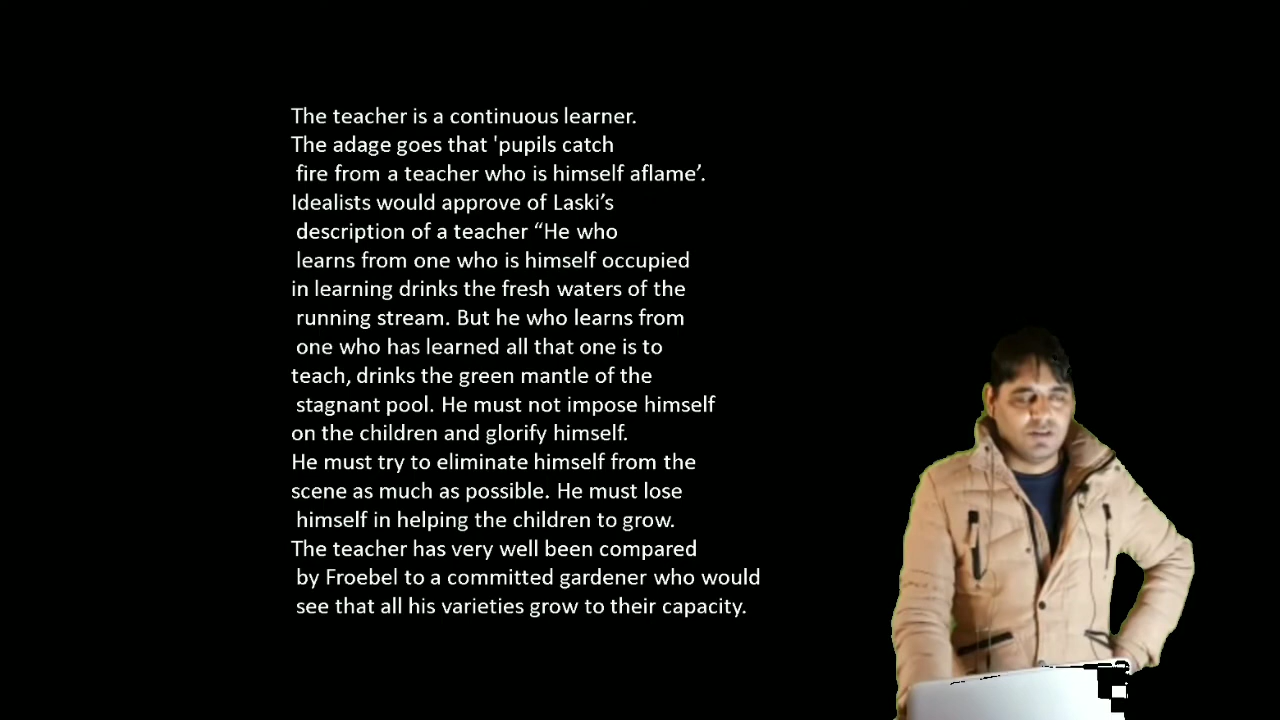 The teacher is a continuous learner.
The adage goes that 'pupils catch
fire from a teacher who is himself aflame’.
Idealists would approve of Laski’s
description of a teacher “He who
learns from one who is himself occupied
in learning drinks the fresh waters of the
running stream. But he who learns from
one who has learned all that one is to
teach, drinks the green mantle of the
stagnant pool. He must not impose himself
on the children and glorify himself.
He must try to eliminate himself from the
scene as much as possible. He must lose
himself in helping the children to grow.
The teacher has very well been compared
by Froebel to a committed gardener who would
see that all his varieties grow to their capacity.